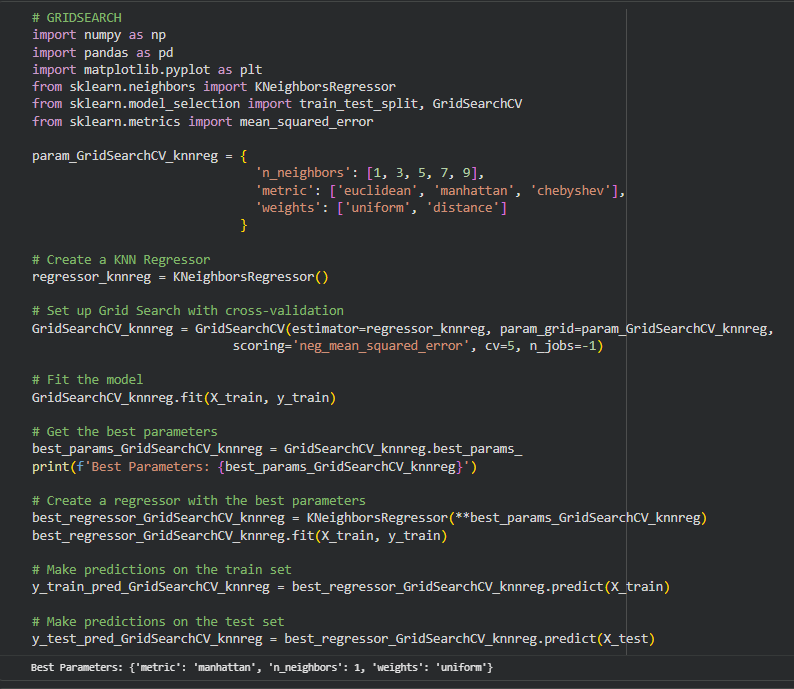 # GRIDSEARCH
import numpy as np
import pandas as pd
import matplotlib.pyplot as plt
from sklearn.neighbors import KNeighborsRegressor
from sklearn.model_selection import train_test_split, GridSearchCV
from sklearn.metrics import mean_squared_error

param_GridSearchCV_knnreg = {
                              'n_neighbors': [1, 3, 5, 7, 9],
                              'metric': ['euclidean', 'manhattan', 'chebyshev'],
                              'weights': ['uniform', 'distance']
                            }

# Create a KNN Regressor
regressor_knnreg = KNeighborsRegressor()

# Set up Grid Search with cross-validation
GridSearchCV_knnreg = GridSearchCV(estimator=regressor_knnreg, param_grid=param_GridSearchCV_knnreg,
                           scoring='neg_mean_squared_error', cv=5, n_jobs=-1)

# Fit the model
GridSearchCV_knnreg.fit(X_train, y_train)

# Get the best parameters
best_params_GridSearchCV_knnreg = GridSearchCV_knnreg.best_params_
print(f'Best Parameters: {best_params_GridSearchCV_knnreg}')

# Create a regressor with the best parameters
best_regressor_GridSearchCV_knnreg = KNeighborsRegressor(**best_params_GridSearchCV_knnreg)
best_regressor_GridSearchCV_knnreg.fit(X_train, y_train)

# Make predictions on the train set
y_train_pred_GridSearchCV_knnreg = best_regressor_GridSearchCV_knnreg.predict(X_train)

# Make predictions on the test set
y_test_pred_GridSearchCV_knnreg = best_regressor_GridSearchCV_knnreg.predict(X_test)
Best Parameters: {'metric': 'manhattan', 'n_neighbors': 1, 'weights': 'uniform'}